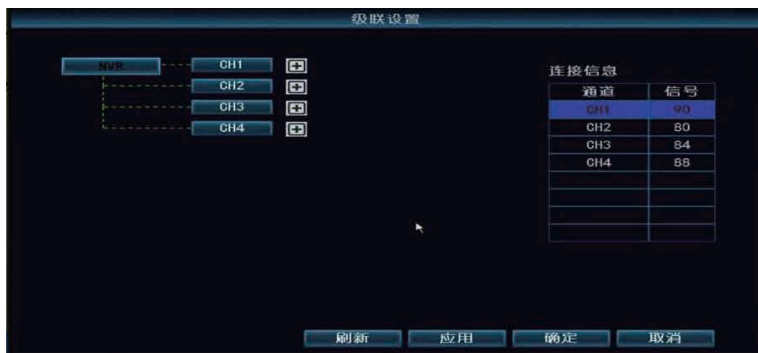 级联设置
NVR
CH1
CH2
CH3
CH4
连接信息
通道 信号
CH1 90
CH2 80
CH3 84
CH4 88
刷新 应用 确定 取消